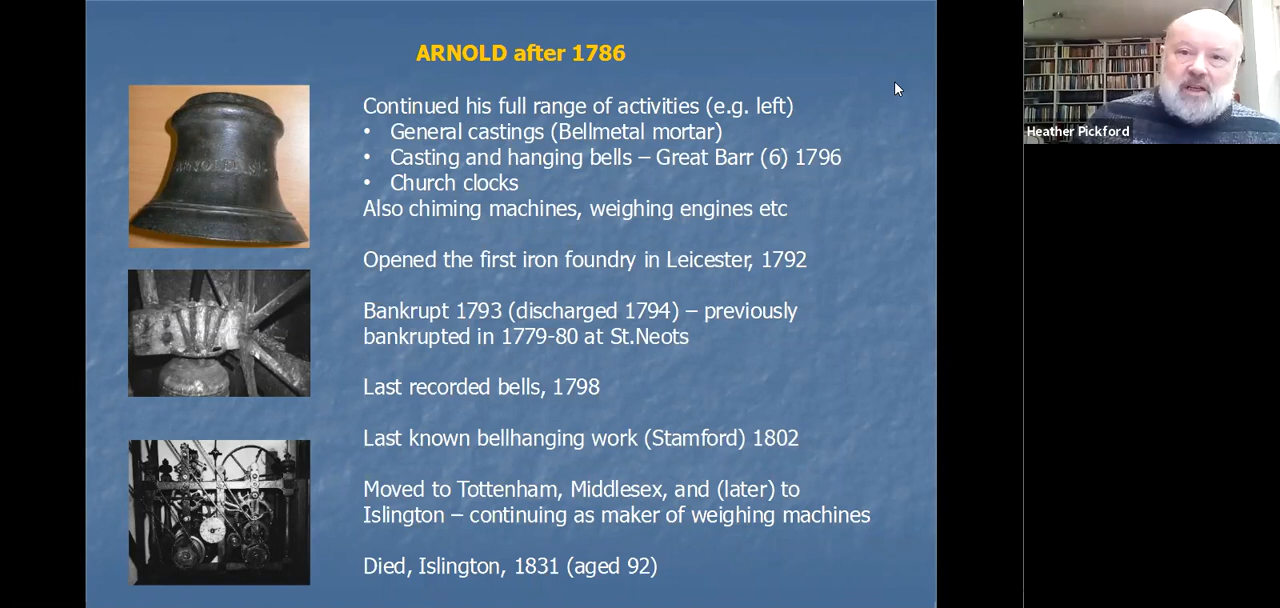 ARNOLD after 1786
Continued his full range of activities (e.g. left)
• General castings (Bellmetal mortar)
• Casting and hanging bells – Great Barr (6) 1796
• Church clocks
Also chiming machines, weighing engines etc
Opened the first iron foundry in Leicester, 1792
Bankrupt 1793 (discharged 1794) – previously
bankrupted in 1779-80 at St.Neots
Last recorded bells, 1798
Last known bellhanging work (Stamford) 1802
Moved to Tottenham, Middlesex, and (later) to
Islington – continuing as maker of weighing machines
Died, Islington, 1831 (aged 92)
Heather Pickford